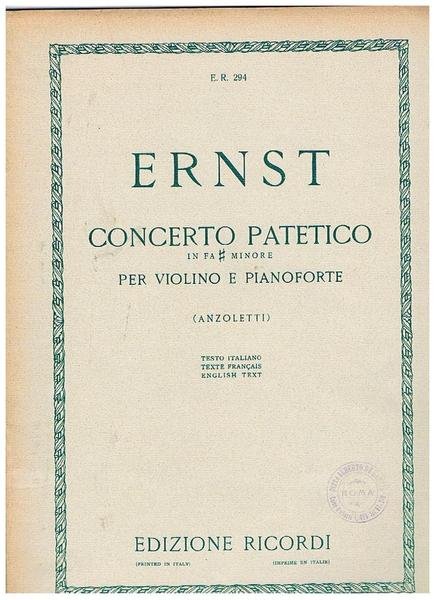 E. R. 294
ERNST
CONCERTO PATETICO
IN FA ♯ MINORE
PER VIOLINO E PIANOFORTE
(ANZOLETTI)
TESTO ITALIANO
TEXTE FRANÇAIS
ENGLISH TEXT
ROMA
EDIZIONE RICORDI
(PRINTED IN ITALY) (IMPRIMÉ EN ITALIE)